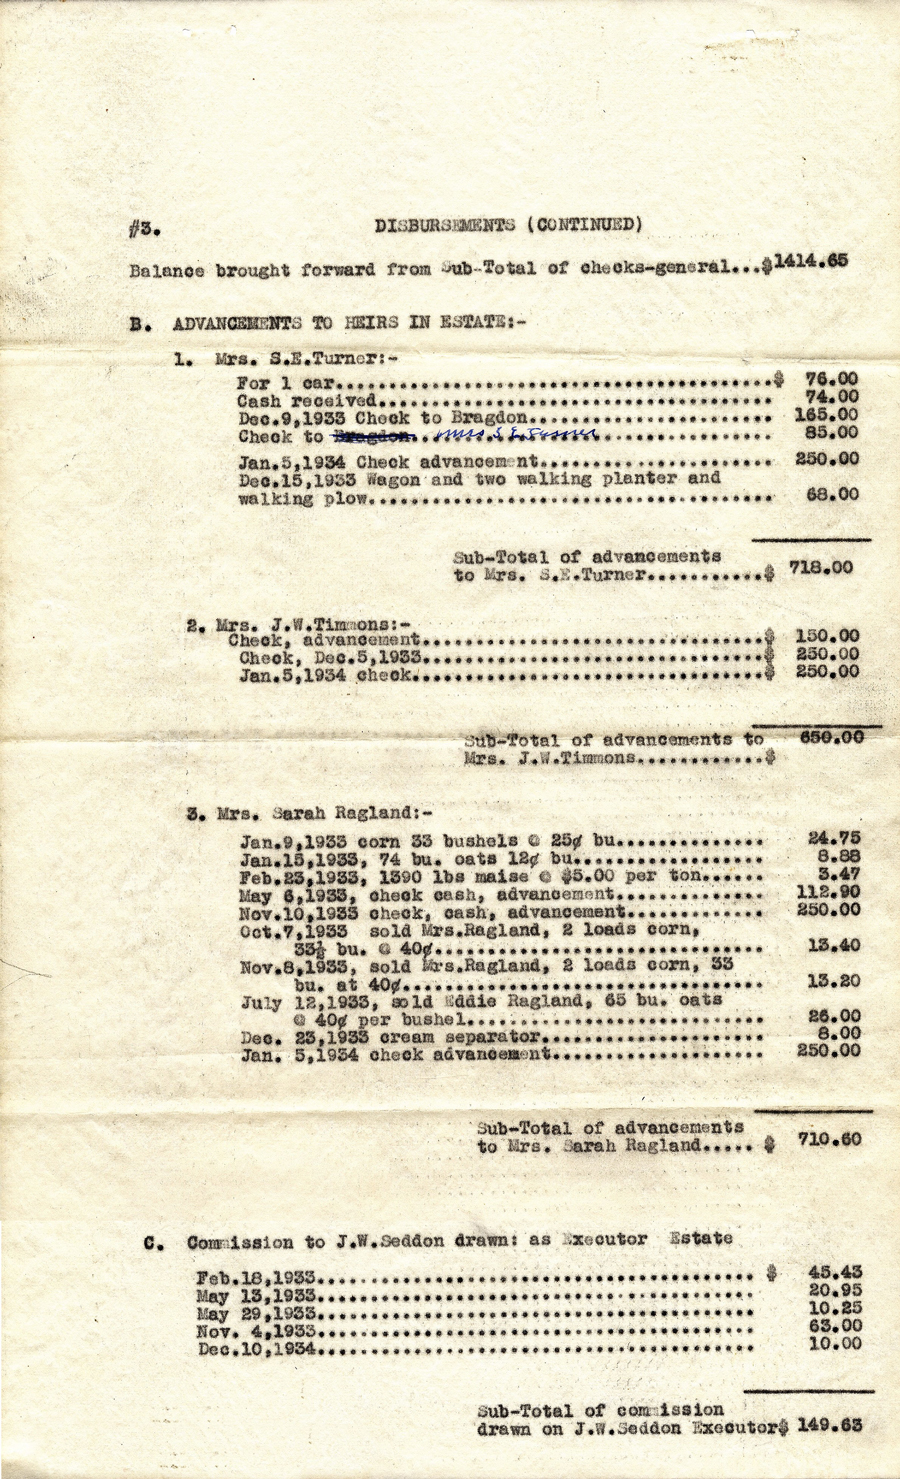 #3. DISBURSEMENTS (CONTINUED)
Balance brought forward from Sub-Total of checks-general...$1414.65
B. ADVANCEMENTS TO HEIRS IN ESTATE:-
1. Mrs. S.E.Turner:-
For 1 car........................................$ 76.00
Cash received.................................... 74.00
Dec.9,1933 Check to Bragdon...................... 165.00
Check to Bragdon.. Mrs S E Turner................ 85.00
Jan.5,1934 Check advancement..................... 250.00
Dec.15,1933 Wagon and two walking planter and
walking plow..................................... 68.00
Sub-Total of advancements
to Mrs. S.E.Turner...........$ 718.00
2. Mrs. J.W.Timmons:-
Check, advancement...............................$ 150.00
Check, Dec.5,1933................................$ 250.00
Jan.5,1934 check.................................$ 250.00
Sub-Total of advancements to 650.00
Mrs. J.W.Timmons............$
3. Mrs. Sarah Ragland:-
Jan.9,1933 corn 33 bushels @ 25¢ bu.............. 24.75
Jan.15,1933, 74 bu. oats 12¢ bu.................. 8.88
Feb.23,1933, 1390 lbs maise @ $5.00 per ton...... 3.47
May 6,1933, check cash, advancement.............. 112.90
Nov.10,1933 check, cash, advancement............. 250.00
Oct.7,1933 sold Mrs.Ragland, 2 loads corn,
33½ bu. @ 40¢.................................... 13.40
Nov.8,1933, sold Mrs.Ragland, 2 loads corn, 33
bu. at 40¢....................................... 13.20
July 12,1933, sold Eddie Ragland, 65 bu. oats
@ 40¢ per bushel................................. 26.00
Dec. 23,1933 cream separator..................... 8.00
Jan. 5,1934 check advancement.................... 250.00
Sub-Total of advancements
to Mrs. Sarah Ragland..... $ 710.60
C. Commission to J.W.Seddon drawn: as Executor Estate
Feb.18,1933...................................... $ 45.43
May 13,1933...................................... 20.95
May 29,1933...................................... 10.25
Nov. 4,1933...................................... 63.00
Dec.10,1934...................................... 10.00
Sub-Total of commission
drawn on J.W.Seddon Executor$ 149.63